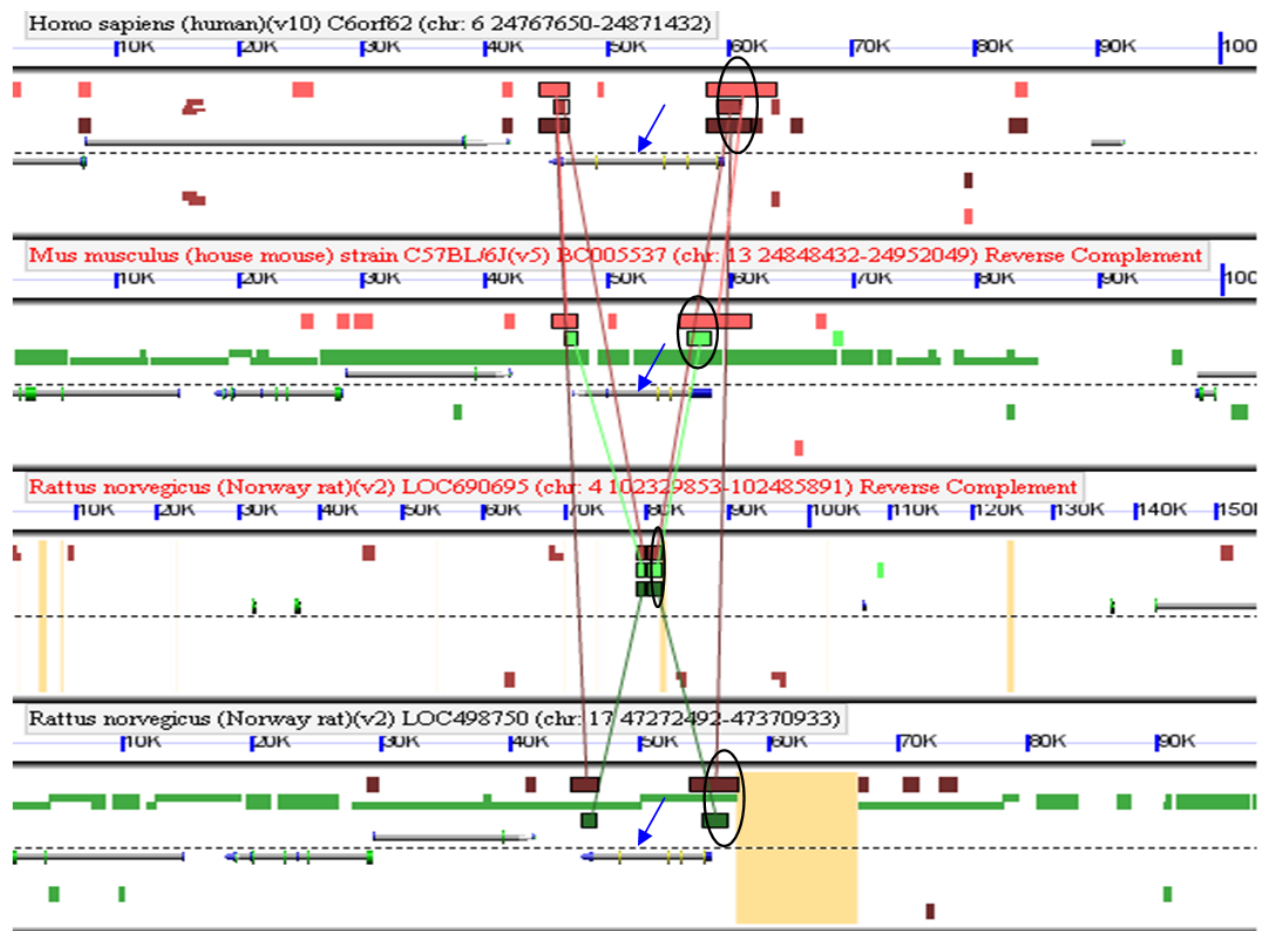 Homo sapiens (human)(v10) C6orf62 (chr: 6 24767650-24871432)
10K 20K 30K 40K 50K 60K 70K 80K 90K 100
Mus musculus (house mouse) strain C57BL/6J(v5) BC005537 (chr: 13 24848432-24952049) Reverse Complement
10K 20K 30K 40K 50K 60K 70K 80K 90K 100
Rattus norvegicus (Norway rat)(v2) LOC690695 (chr: 4 102329853-102485891) Reverse Complement
10K 20K 30K 40K 50K 60K 70K 80K 90K 100K 110K 120K 130K 140K 150
Rattus norvegicus (Norway rat)(v2) LOC498750 (chr: 17 47272492-47370933)
10K 20K 30K 40K 50K 60K 70K 80K 90K